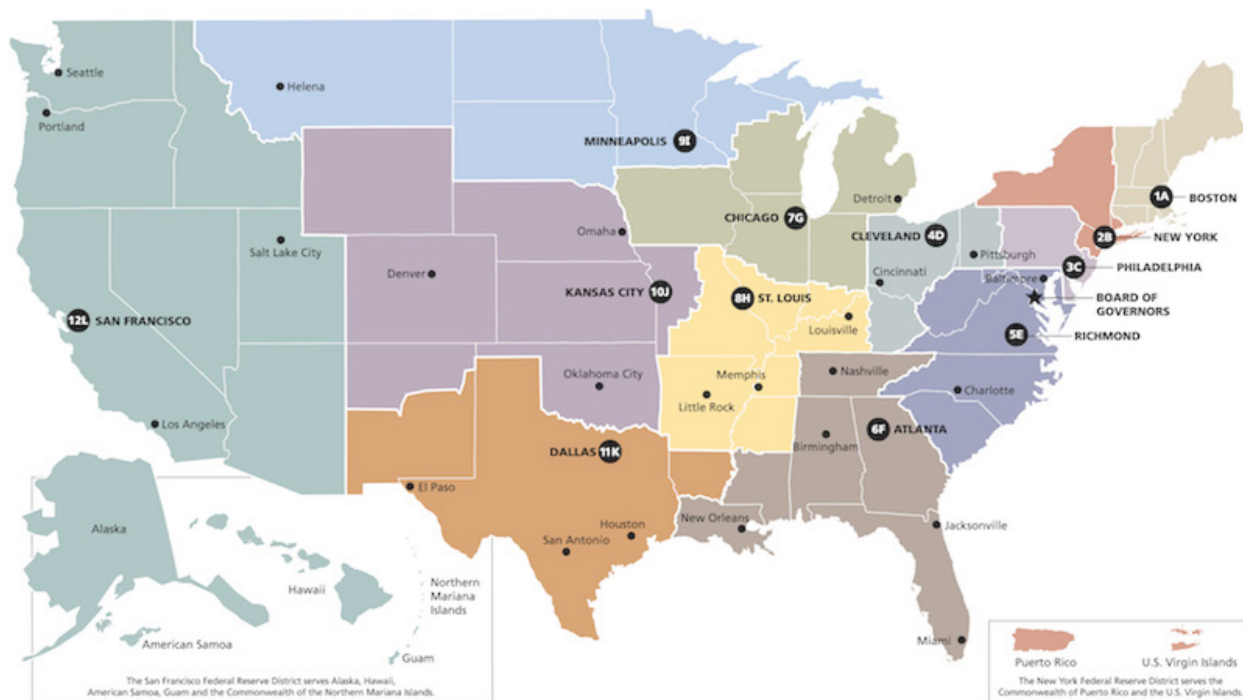 Seattle
Helena
Portland
MINNEAPOLIS 9I
1A BOSTON
Detroit
CHICAGO 7G
Omaha
CLEVELAND 4D
2B NEW YORK
Salt Lake City
Pittsburgh
Denver
Cincinnati
Baltimore
3C PHILADELPHIA
KANSAS CITY 10J
8H ST. LOUIS
BOARD OF
GOVERNORS
12L SAN FRANCISCO
Louisville
5E RICHMOND
Nashville
Oklahoma City
Memphis
Charlotte
Little Rock
Los Angeles
6F ATLANTA
Birmingham
DALLAS 11K
El Paso
New Orleans
Jacksonville
Houston
San Antonio
Alaska
Hawaii
Northern
Mariana
Islands
American Samoa
Guam
Miami
Puerto Rico
U.S. Virgin Islands
The San Francisco Federal Reserve District serves Alaska, Hawaii,
American Samoa, Guam and the Commonwealth of the Northern Mariana Islands.
The New York Federal Reserve District serves the
Commonwealth of Puerto Rico and the U.S. Virgin Islands.